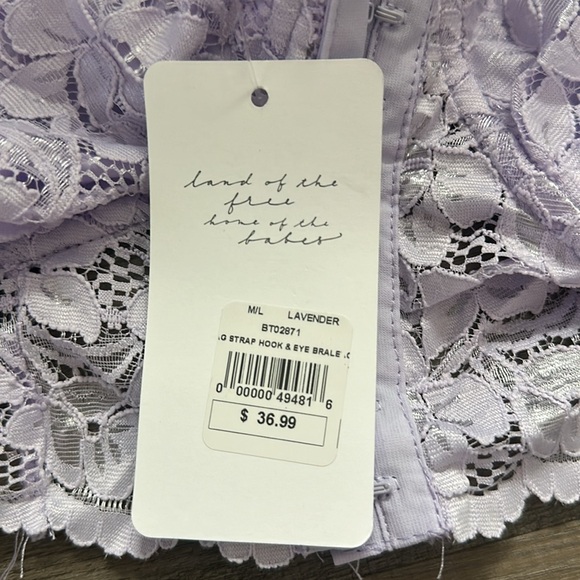 land of the
free
home of the
babes
M/L LAVENDER
BT02871
AG STRAP HOOK & EYE BRALE
0 00000 49481 6
$ 36.99